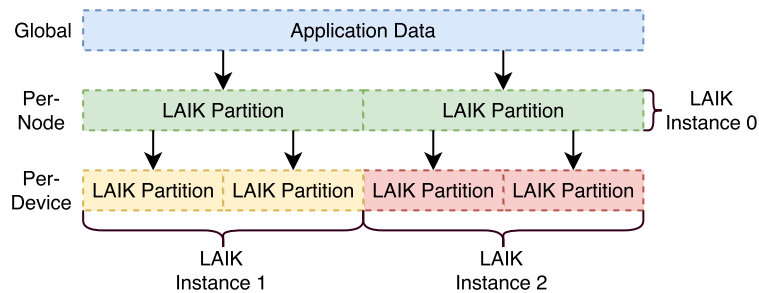 Global
Application Data
Per-
Node
LAIK Partition
LAIK Partition
LAIK
Instance 0
Per-
Device
LAIK Partition
LAIK Partition
LAIK Partition
LAIK Partition
LAIK
Instance 1
LAIK
Instance 2